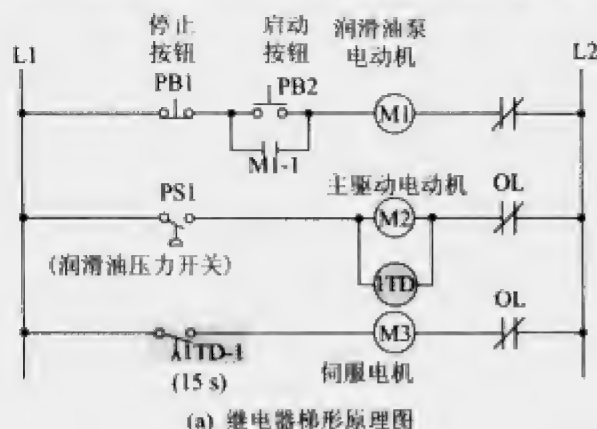 停止 启动 润滑油泵
L1 按钮 按钮 电动机 L2
PB1 PB2
M1
M1-1
PS1 主驱动电动机 OL
M2
(润滑油压力开关)
1TD
OL
1TD-1 M3
(15 s) 伺服电机
(a) 继电器梯形原理图